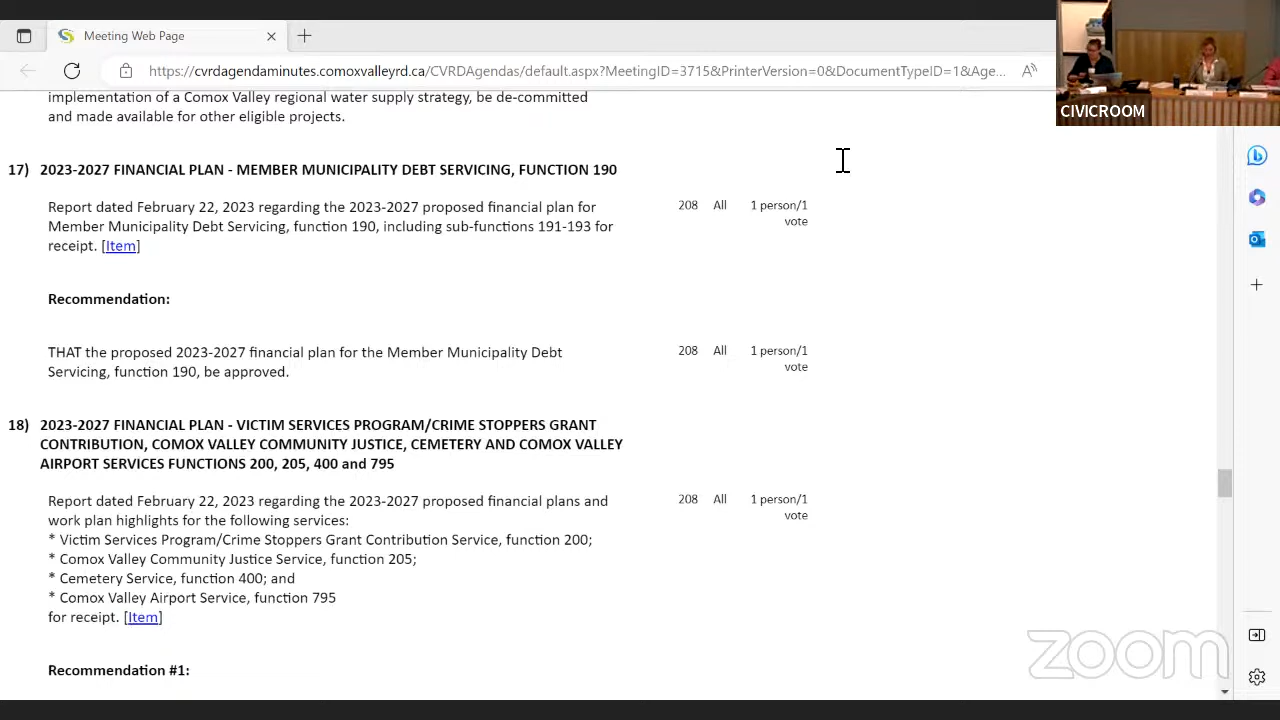 Meeting Web Page
https://cvrdagendaminutes.comoxvalleyrd.ca/CVRDAgendas/default.aspx?MeetingID=3715&PrinterVersion=0&DocumentTypeID=1&Age...
CIVICROOM
implementation of a Comox Valley regional water supply strategy, be de-committed
and made available for other eligible projects.
17) 2023-2027 FINANCIAL PLAN - MEMBER MUNICIPALITY DEBT SERVICING, FUNCTION 190
Report dated February 22, 2023 regarding the 2023-2027 proposed financial plan for 208 All 1 person/1
Member Municipality Debt Servicing, function 190, including sub-functions 191-193 for vote
receipt. [Item]
Recommendation:
THAT the proposed 2023-2027 financial plan for the Member Municipality Debt 208 All 1 person/1
Servicing, function 190, be approved. vote
18) 2023-2027 FINANCIAL PLAN - VICTIM SERVICES PROGRAM/CRIME STOPPERS GRANT
CONTRIBUTION, COMOX VALLEY COMMUNITY JUSTICE, CEMETERY AND COMOX VALLEY
AIRPORT SERVICES FUNCTIONS 200, 205, 400 and 795
Report dated February 22, 2023 regarding the 2023-2027 proposed financial plans and 208 All 1 person/1
work plan highlights for the following services: vote
* Victim Services Program/Crime Stoppers Grant Contribution Service, function 200;
* Comox Valley Community Justice Service, function 205;
* Cemetery Service, function 400; and
* Comox Valley Airport Service, function 795
for receipt. [Item]
Recommendation #1:
zoom